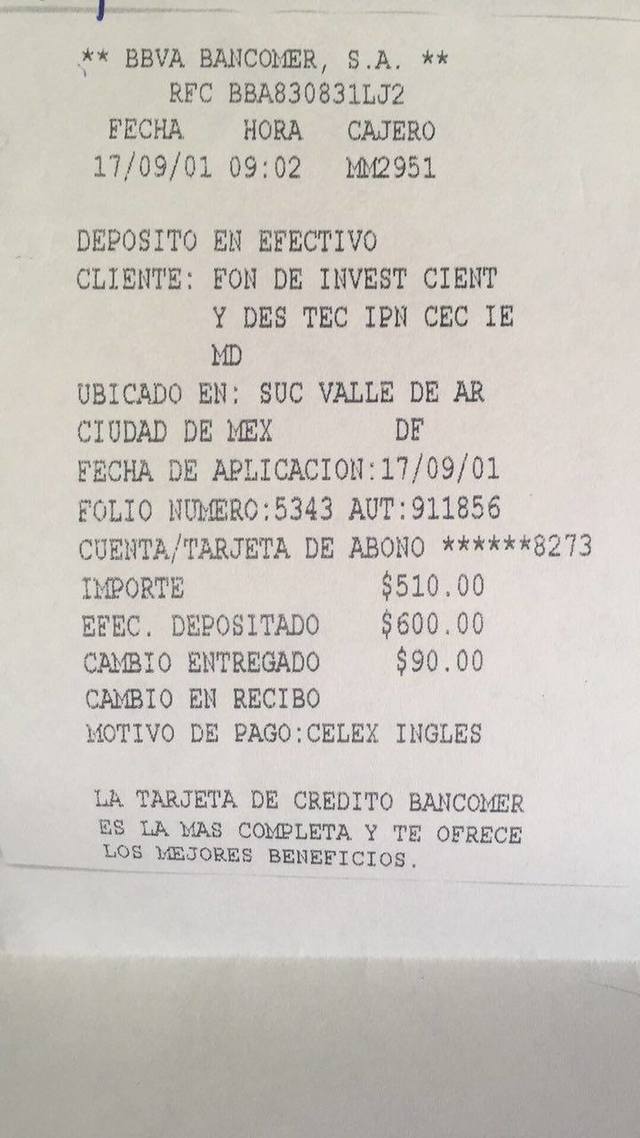 ** BBVA BANCOMER, S.A. **
RFC BBA830831LJ2
FECHA HORA CAJERO
17/09/01 09:02 MM2951
DEPOSITO EN EFECTIVO
CLIENTE: FON DE INVEST CIENT
Y DES TEC IPN CEC IE
MD
UBICADO EN: SUC VALLE DE AR
CIUDAD DE MEX DF
FECHA DE APLICACION:17/09/01
FOLIO NUMERO:5343 AUT:911856
CUENTA/TARJETA DE ABONO ******8273
IMPORTE $510.00
EFEC. DEPOSITADO $600.00
CAMBIO ENTREGADO $90.00
CAMBIO EN RECIBO
MOTIVO DE PAGO:CELEX INGLES
LA TARJETA DE CREDITO BANCOMER
ES LA MAS COMPLETA Y TE OFRECE
LOS MEJORES BENEFICIOS.